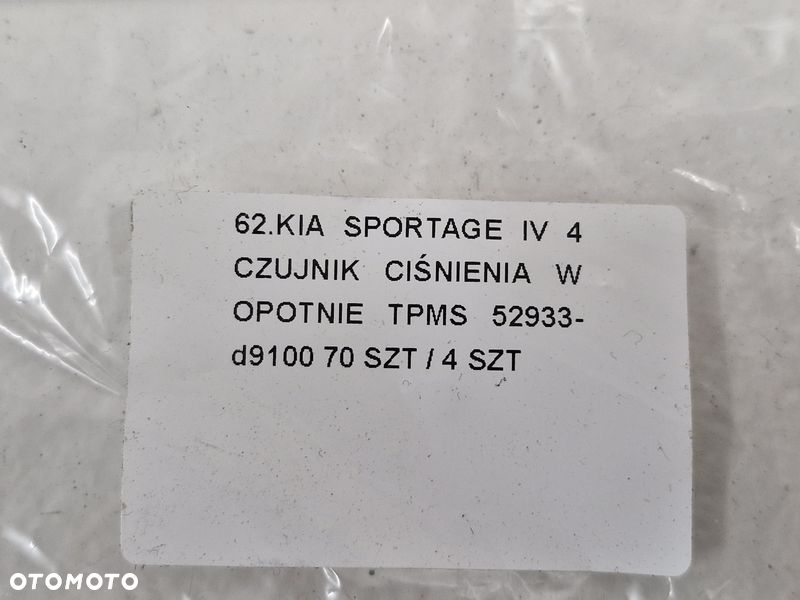 62.KIA SPORTAGE IV 4
CZUJNIK CIŚNIENIA W
OPOTNIE TPMS 52933-
d9100 70 SZT / 4 SZT
OTOMOTO